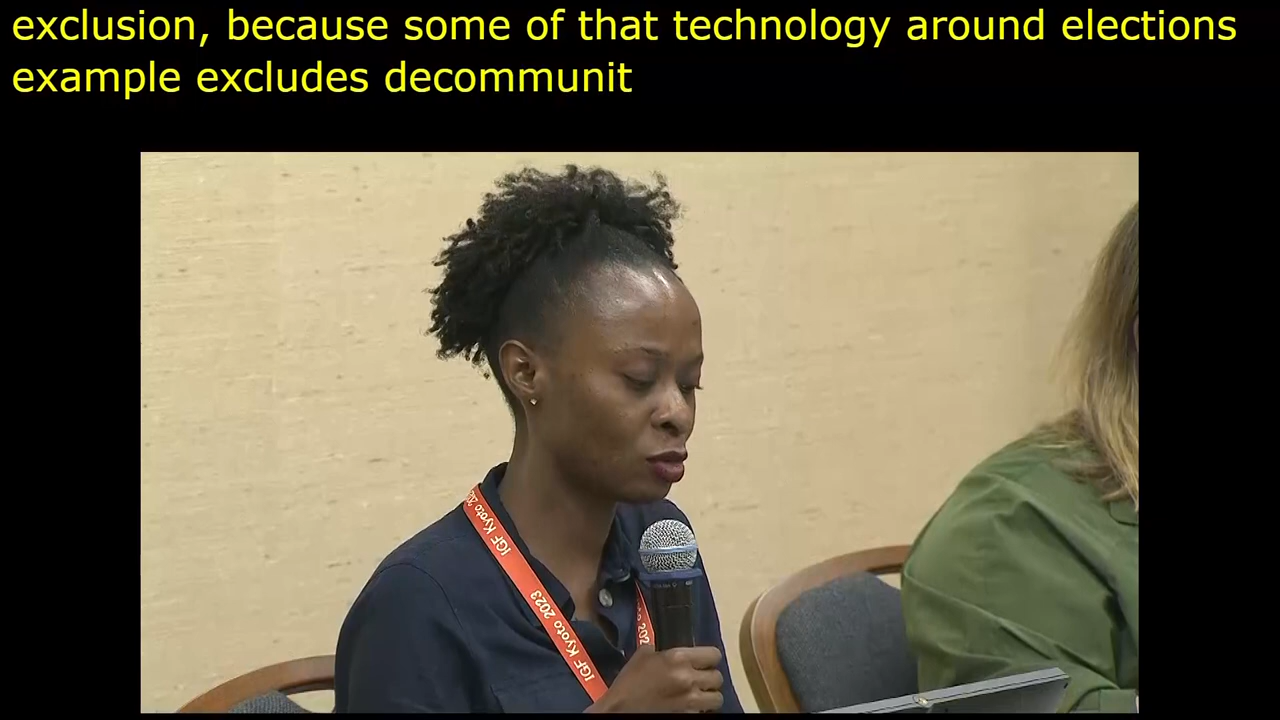 exclusion, because some of that technology around elections
example excludes decommunit
IGF Kyoto 2023